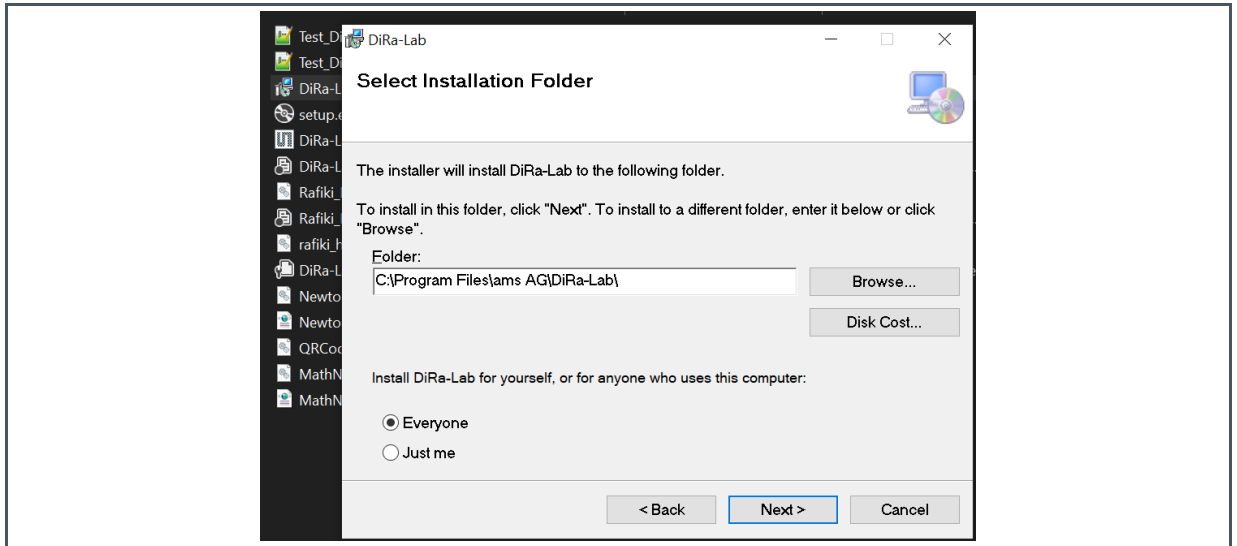 Test_Di
Test_Di
DiRa-L
setup.e
DiRa-L
DiRa-L
Rafiki_
Rafiki_
rafiki_h
DiRa-L
Newto
Newto
QRCod
MathN
MathN
DiRa-Lab
Select Installation Folder
The installer will install DiRa-Lab to the following folder.
To install in this folder, click "Next". To install to a different folder, enter it below or click
"Browse".
Folder:
C:\Program Files\ams AG\DiRa-Lab\
Browse...
Disk Cost...
Install DiRa-Lab for yourself, or for anyone who uses this computer:
Everyone
Just me
< Back
Next >
Cancel